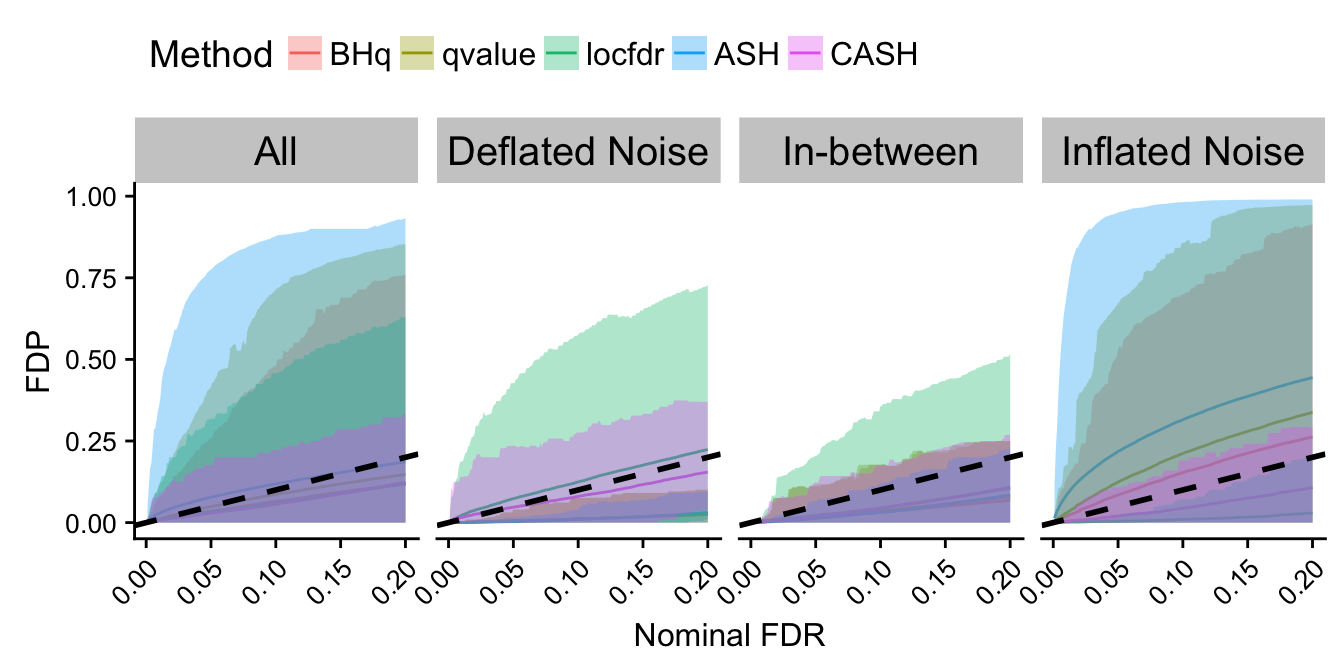 Method BHq qvalue locfdr ASH CASH
All Deflated Noise In-between Inflated Noise
1.00
0.75
0.50
0.25
0.00
FDP
0.00 0.05 0.10 0.15 0.20 0.00 0.05 0.10 0.15 0.20 0.00 0.05 0.10 0.15 0.20 0.00 0.05 0.10 0.15 0.20
Nominal FDR